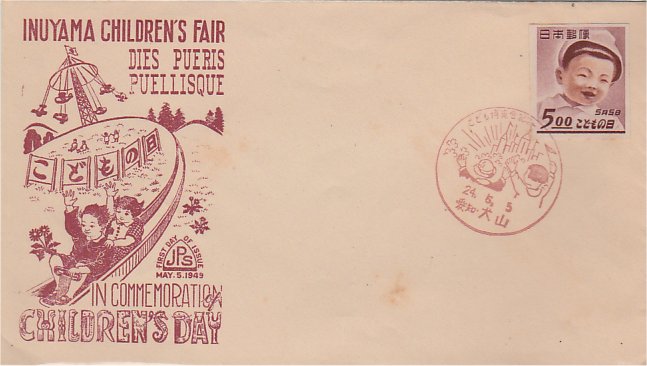 INUYAMA CHILDREN'S FAIR
DIES PUERIS
PUELLISQUE
こどもの日
FIRST DAY OF ISSUE
JPS
MAY.5.1949
IN COMMEMORATION OF
CHILDREN'S DAY
日本郵便
5月5日
5.00 こどもの日
24.5.5
愛知・犬山